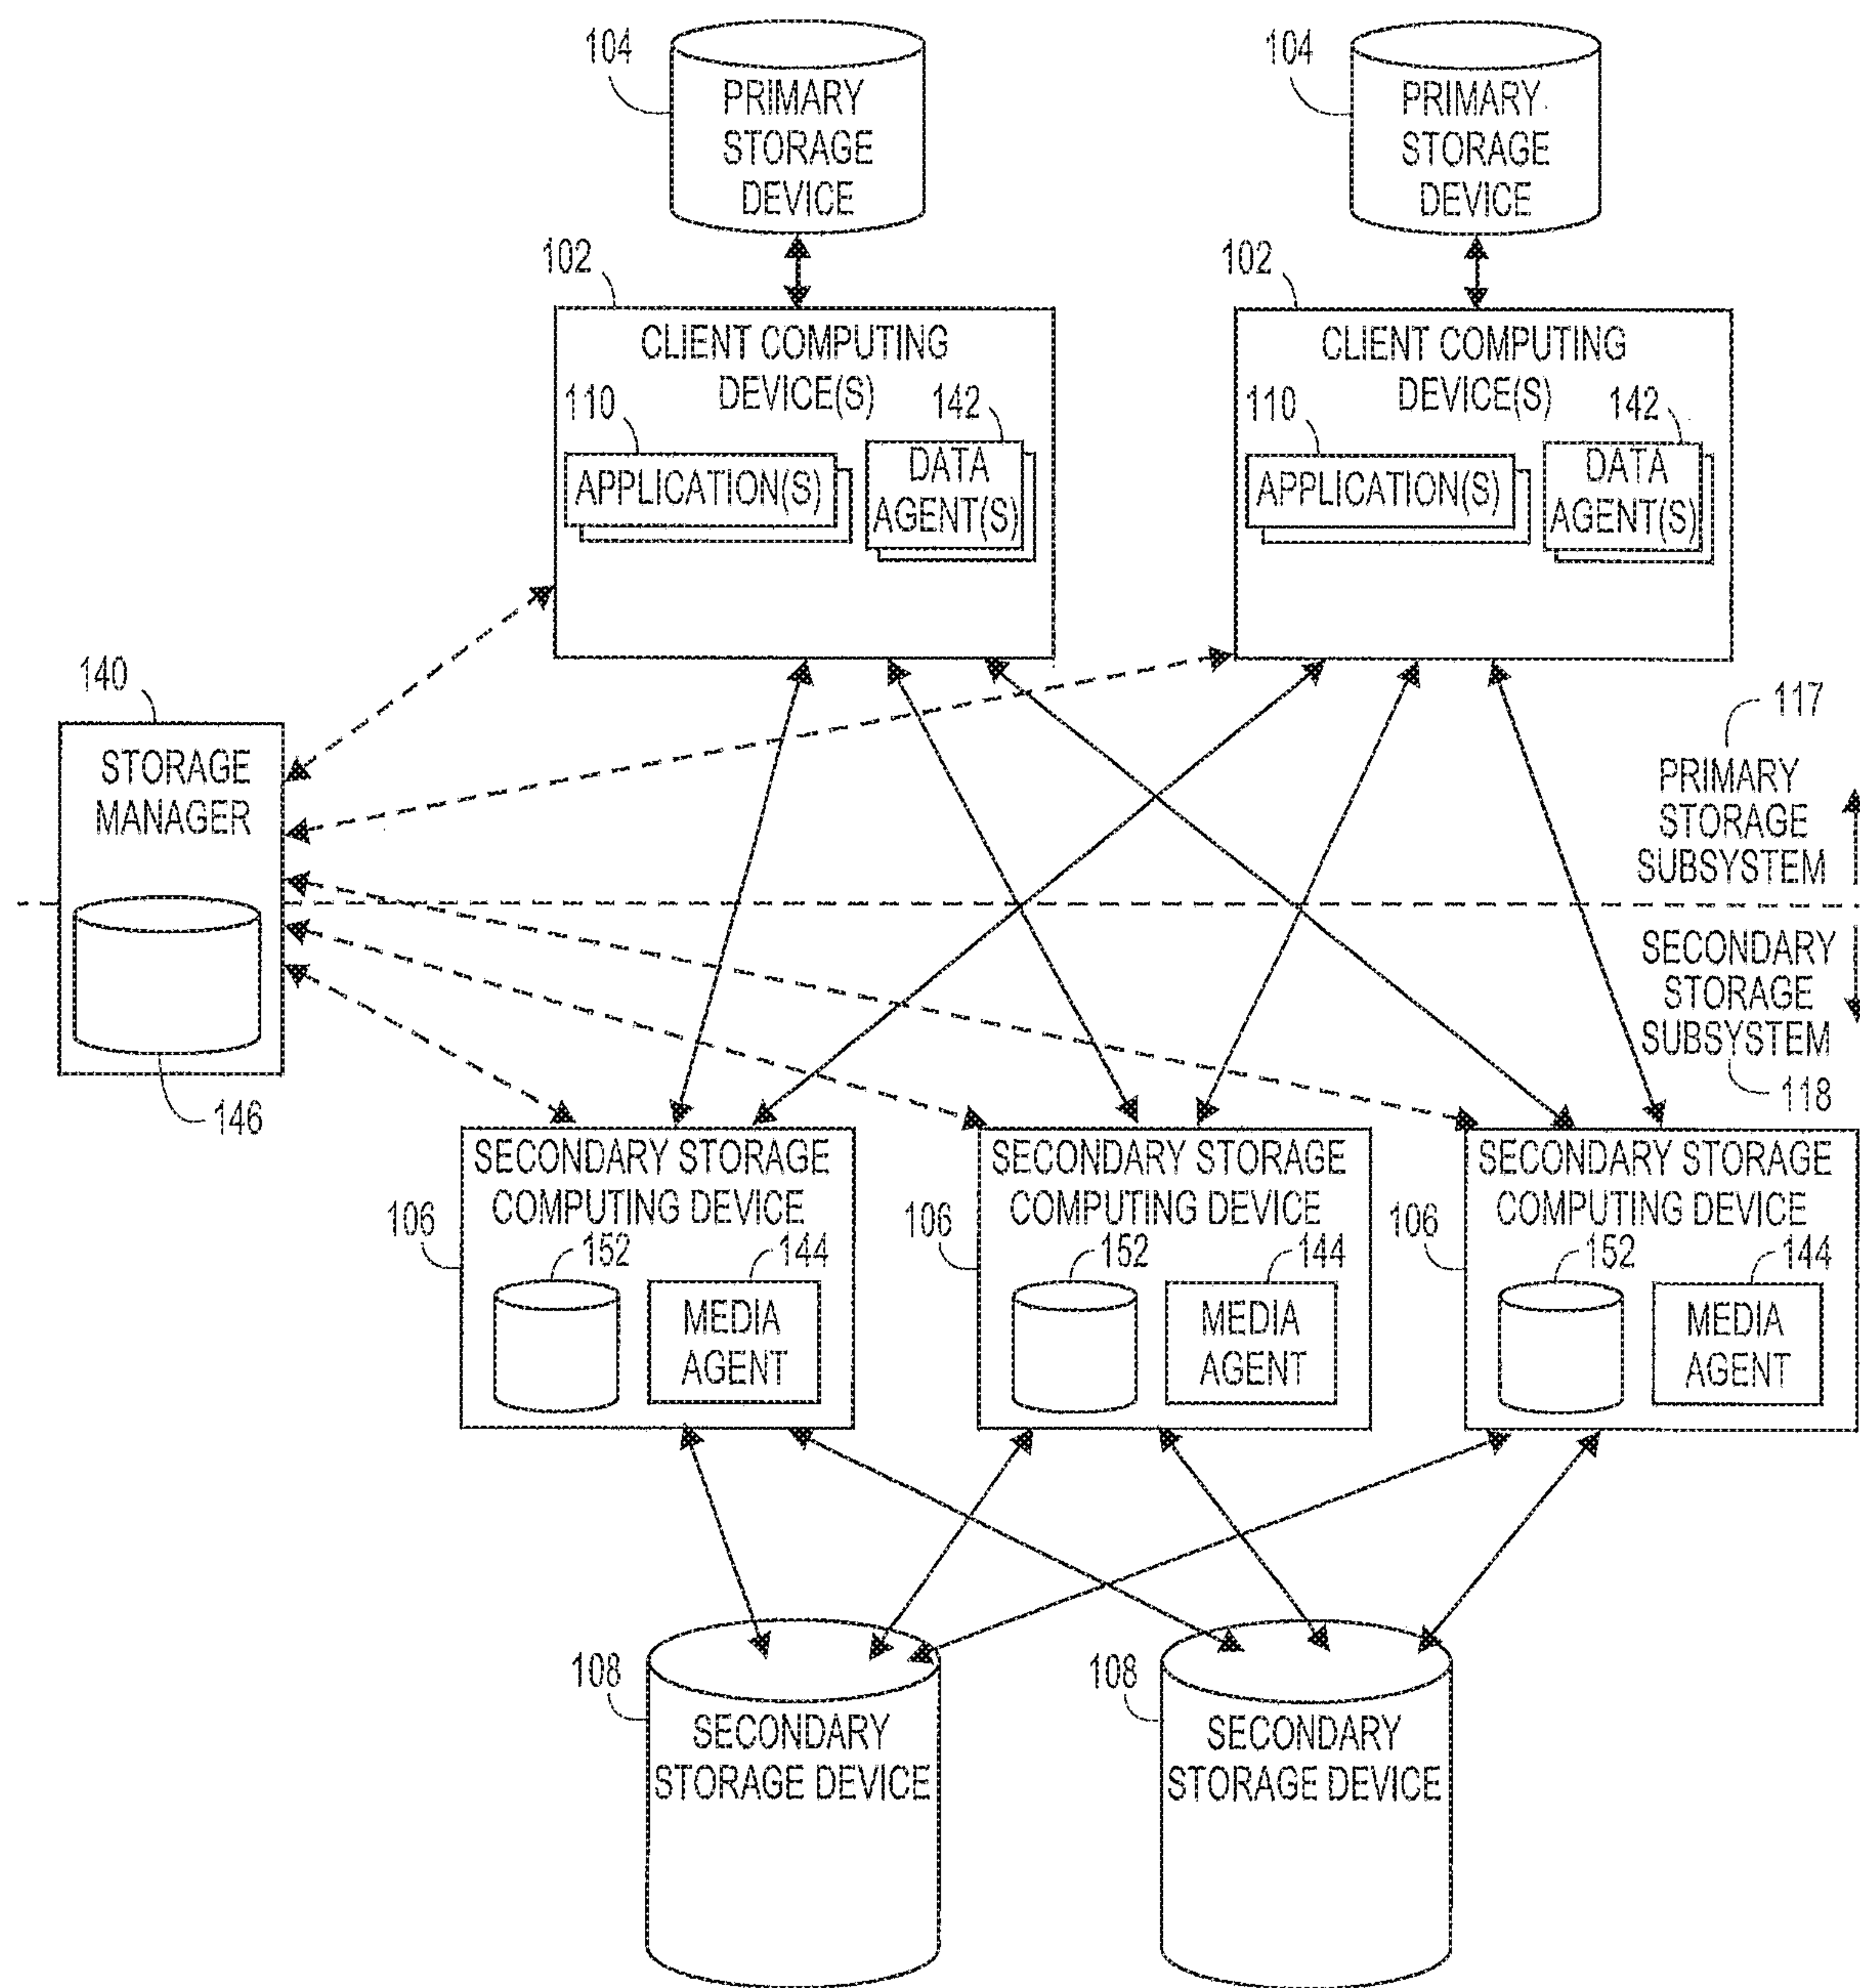 104
PRIMARY
STORAGE
DEVICE
104
PRIMARY
STORAGE
DEVICE
102
CLIENT COMPUTING
DEVICE(S)
110
142
APPLICATION(S)
DATA
AGENT(S)
102
CLIENT COMPUTING
DEVICE(S)
110
142
APPLICATION(S)
DATA
AGENT(S)
140
STORAGE
MANAGER
146
117
PRIMARY
STORAGE
SUBSYSTEM
SECONDARY
STORAGE
SUBSYSTEM
118
SECONDARY STORAGE
COMPUTING DEVICE
106
152
144
MEDIA
AGENT
SECONDARY STORAGE
COMPUTING DEVICE
106
152
144
MEDIA
AGENT
SECONDARY STORAGE
COMPUTING DEVICE
106
152
144
MEDIA
AGENT
108
SECONDARY
STORAGE DEVICE
108
SECONDARY
STORAGE DEVICE